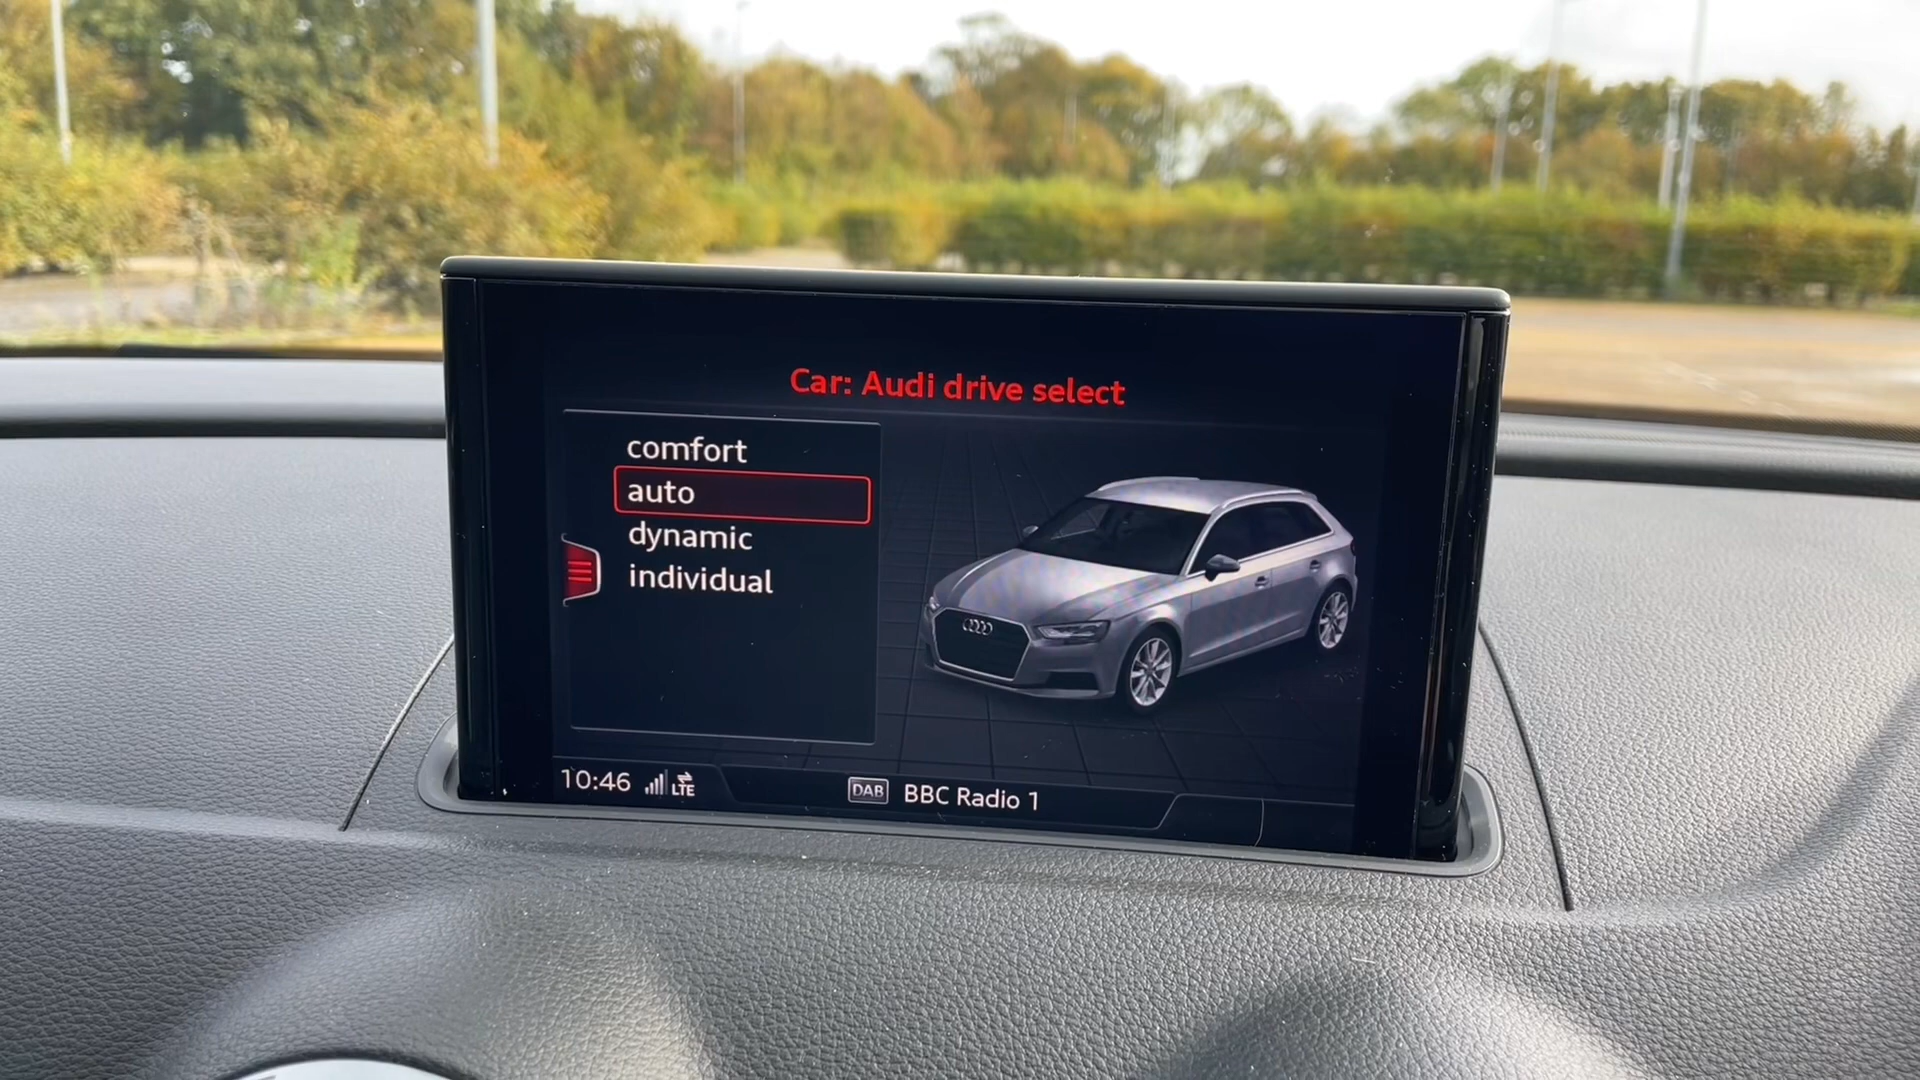 Car: Audi drive select
comfort
auto
dynamic
individual
10:46 LTE
DAB BBC Radio 1